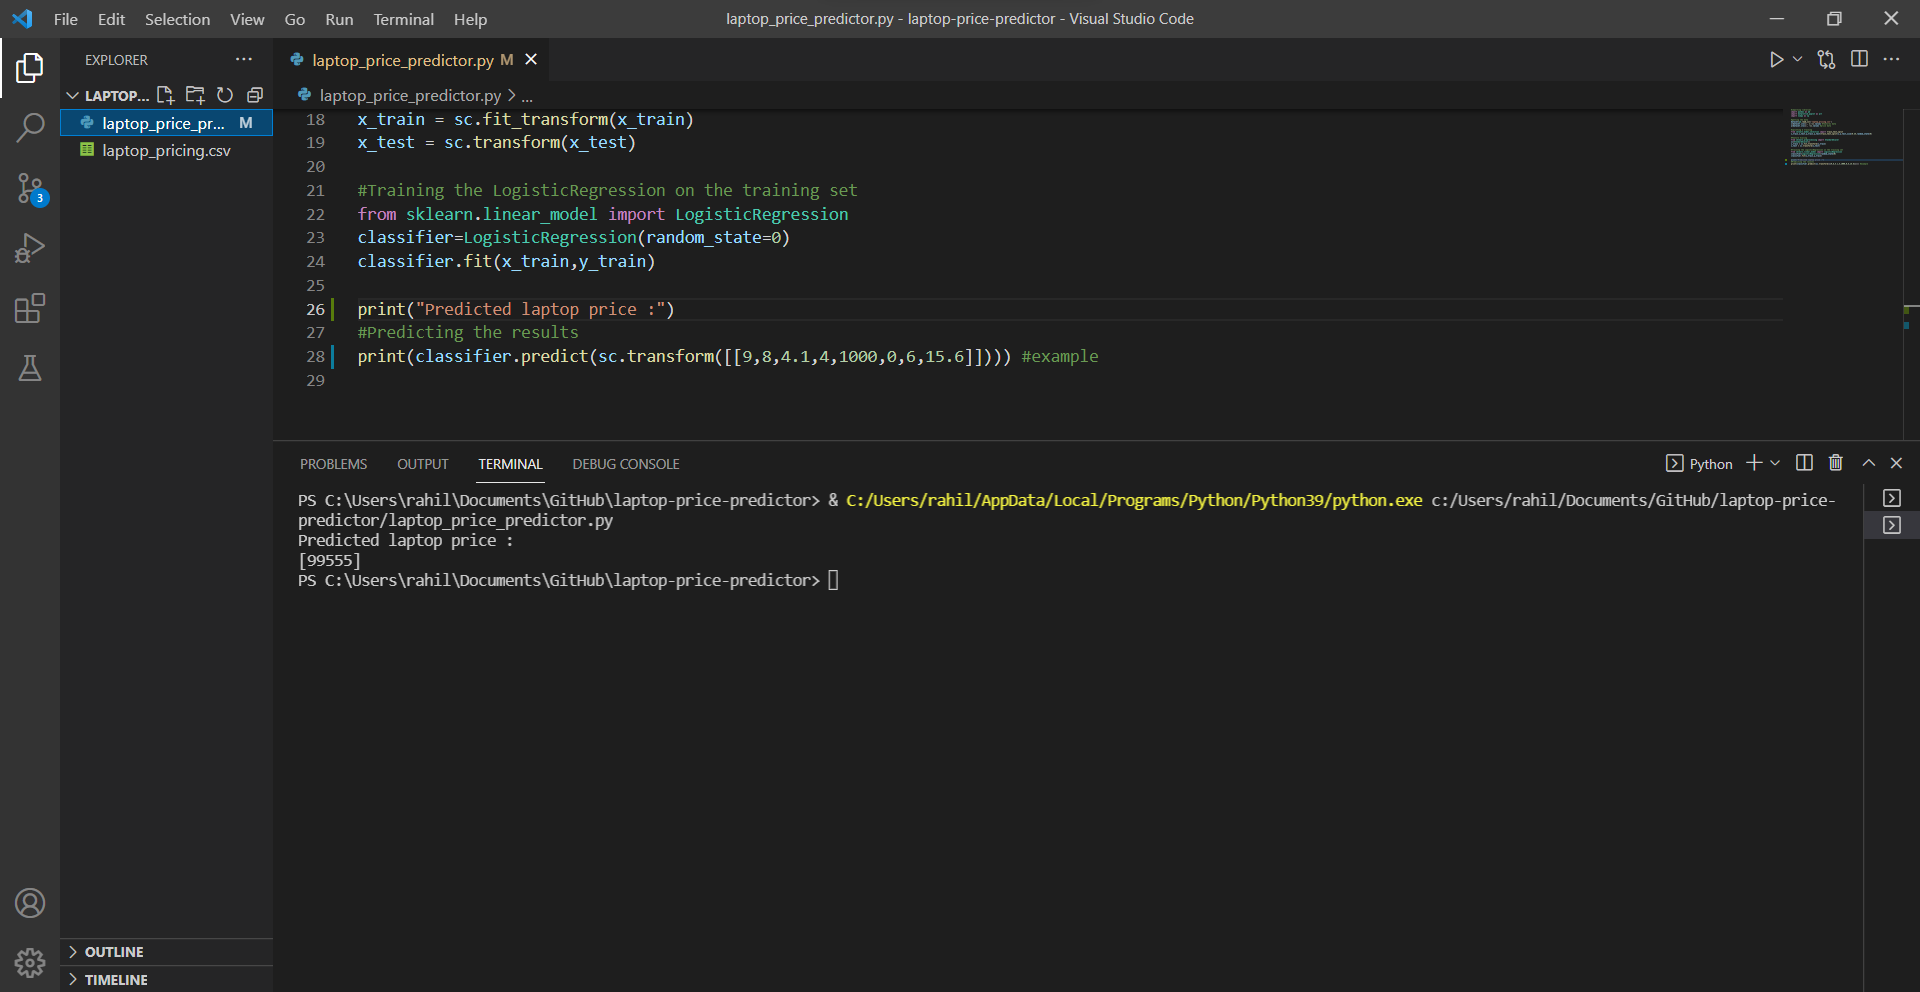 File Edit Selection View Go Run Terminal Help
laptop_price_predictor.py - laptop-price-predictor - Visual Studio Code
EXPLORER
LAPTOP...
laptop_price_pr... M
laptop_pricing.csv
3
laptop_price_predictor.py M
laptop_price_predictor.py > ...
18 x_train = sc.fit_transform(x_train)
19 x_test = sc.transform(x_test)
20
21 #Training the LogisticRegression on the training set
22 from sklearn.linear_model import LogisticRegression
23 classifier=LogisticRegression(random_state=0)
24 classifier.fit(x_train,y_train)
25
26 print("Predicted laptop price :")
27 #Predicting the results
28 print(classifier.predict(sc.transform([[9,8,4.1,4,1000,0,6,15.6]]))) #example
29
PROBLEMS OUTPUT TERMINAL DEBUG CONSOLE
Python
PS C:\Users\rahil\Documents\GitHub\laptop-price-predictor> & C:/Users/rahil/AppData/Local/Programs/Python/Python39/python.exe c:/Users/rahil/Documents/GitHub/laptop-price-
predictor/laptop_price_predictor.py
Predicted laptop price :
[99555]
PS C:\Users\rahil\Documents\GitHub\laptop-price-predictor>
OUTLINE
TIMELINE